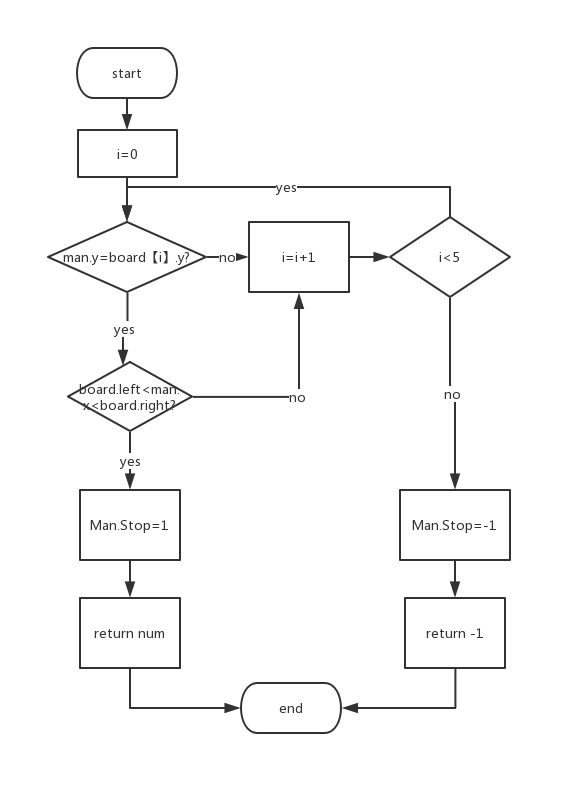 start
i=0
yes
man.y=board【i】.y?
no
i=i+1
i<5
yes
board.left<man.
x<board.right?
no
no
yes
Man.Stop=1
Man.Stop=-1
return num
return -1
end